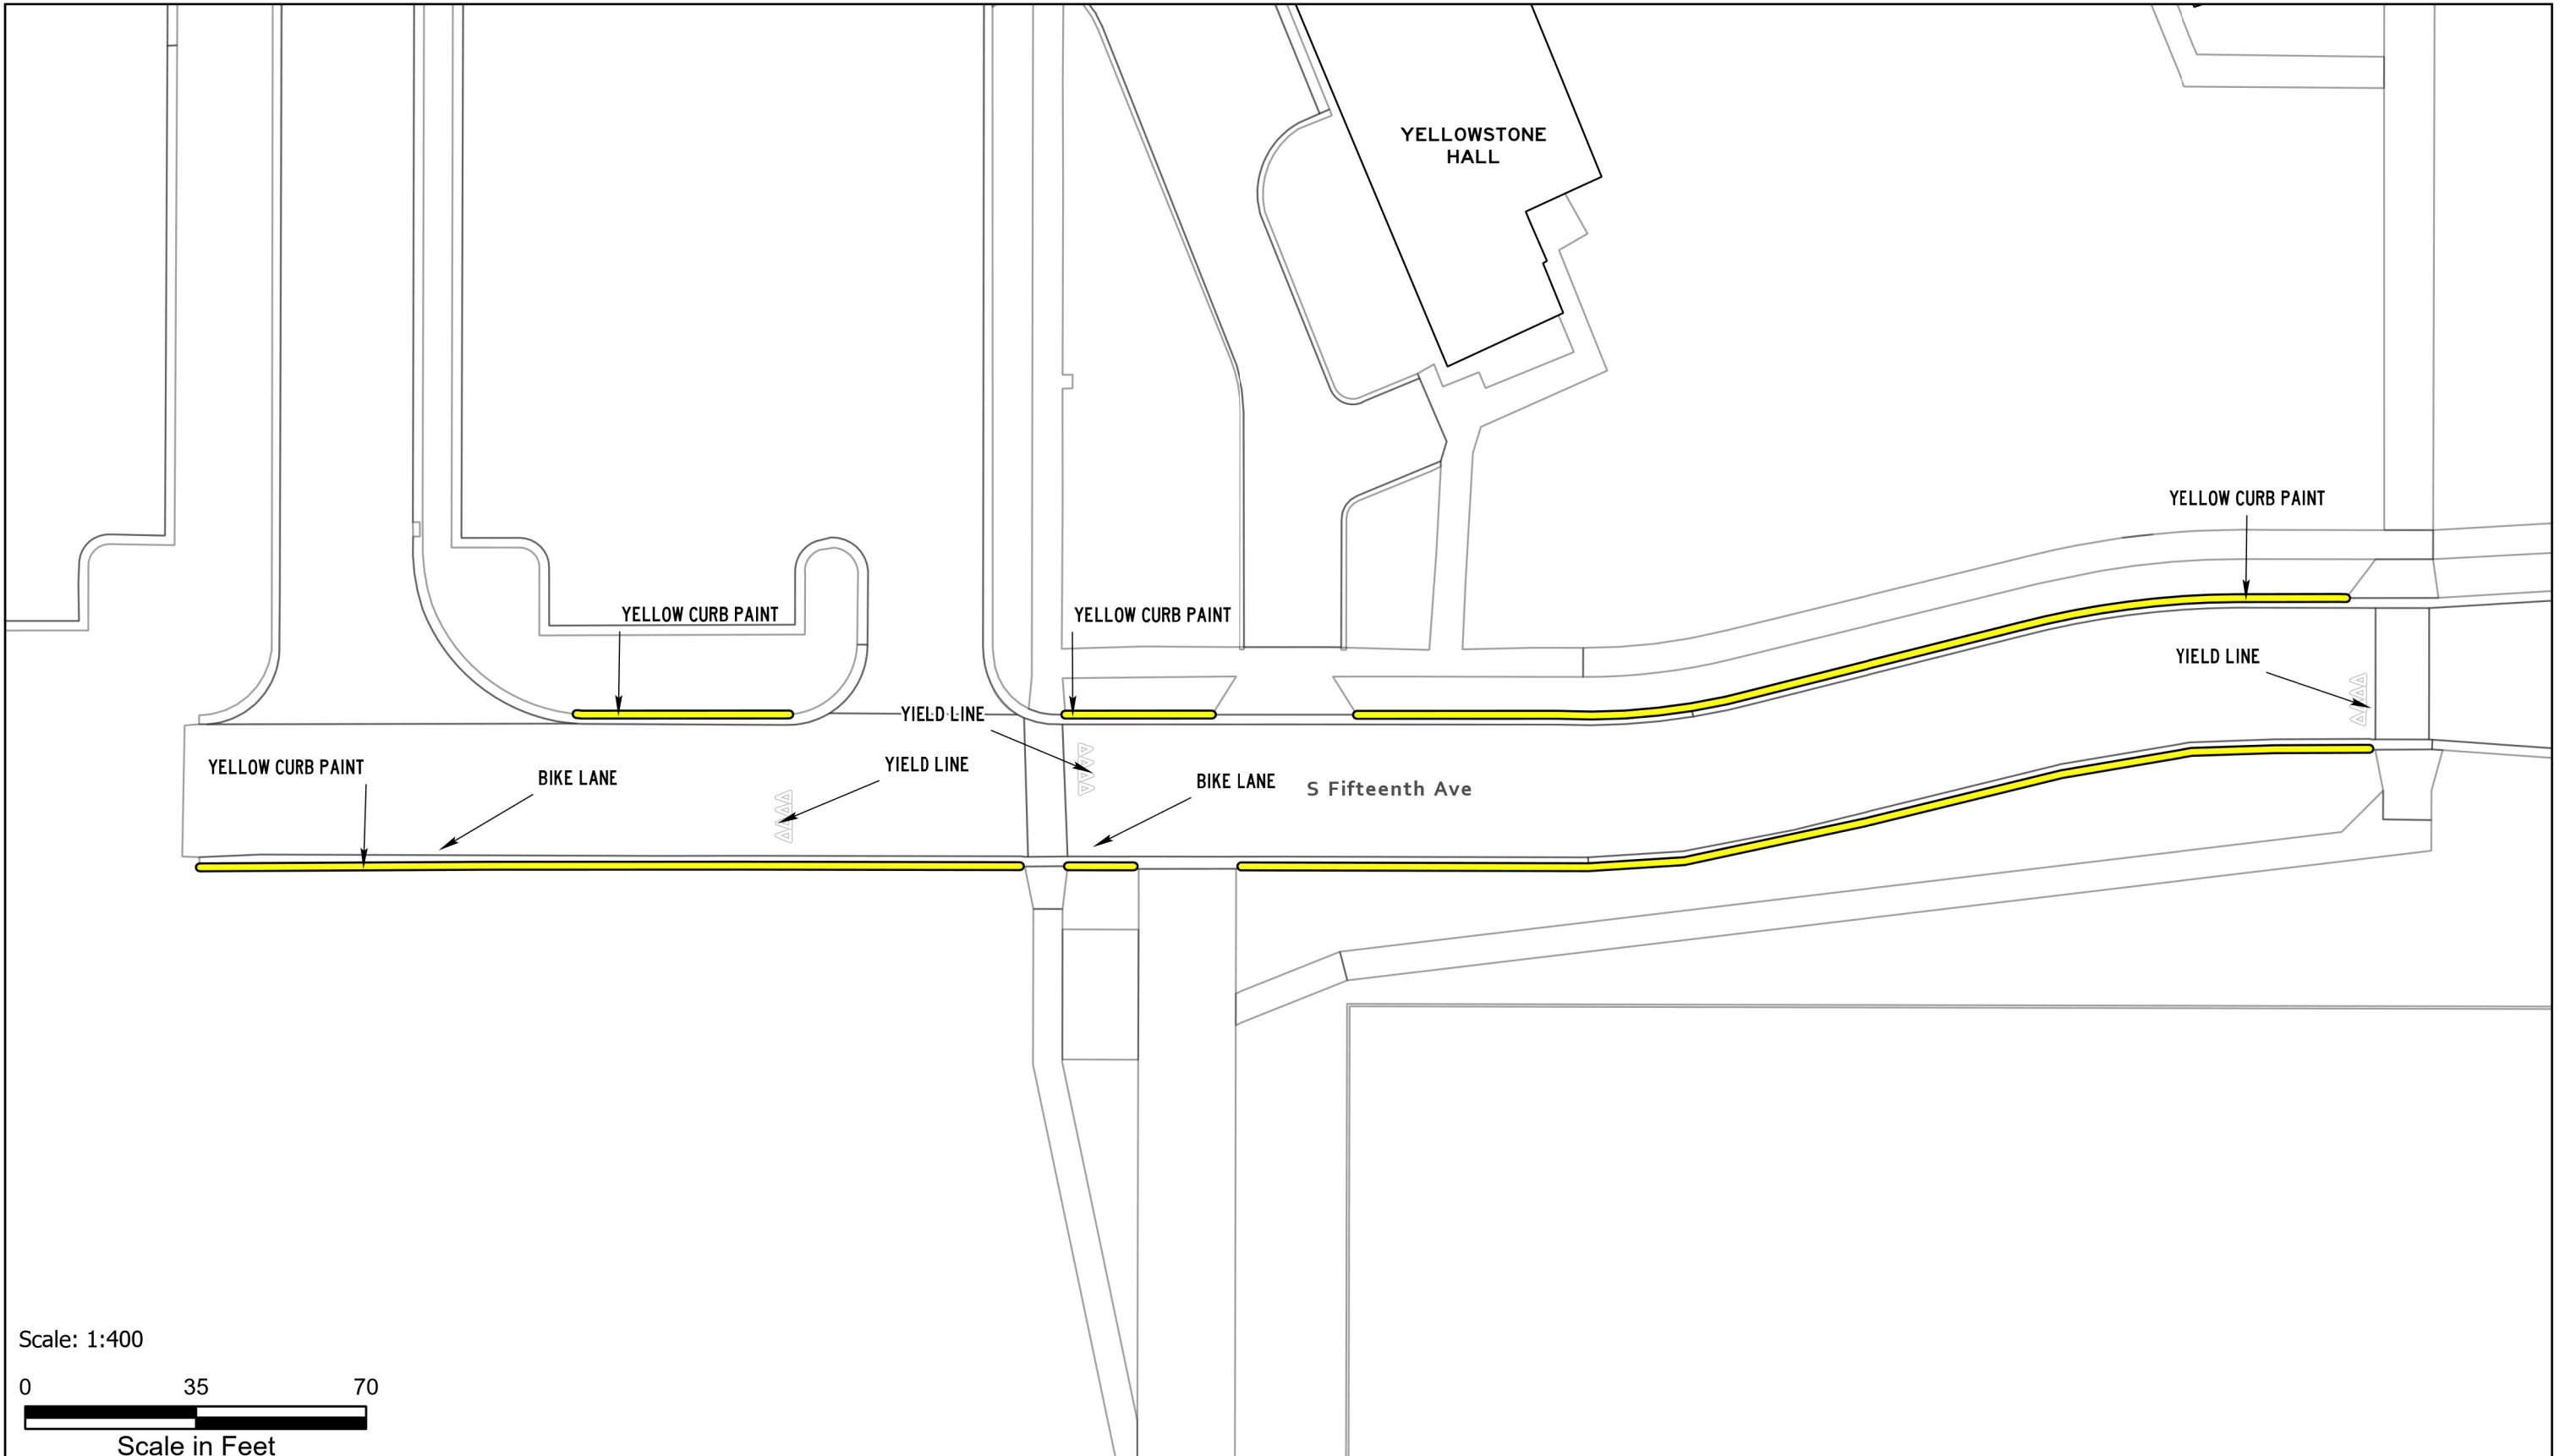 YELLOWSTONE
HALL
YELLOW CURB PAINT
YELLOW CURB PAINT
YELLOW CURB PAINT
YIELD LINE
YIELD LINE
YELLOW CURB PAINT
BIKE LANE
YIELD LINE
BIKE LANE
S Fifteenth Ave
Scale: 1:400
0 35 70
Scale in Feet